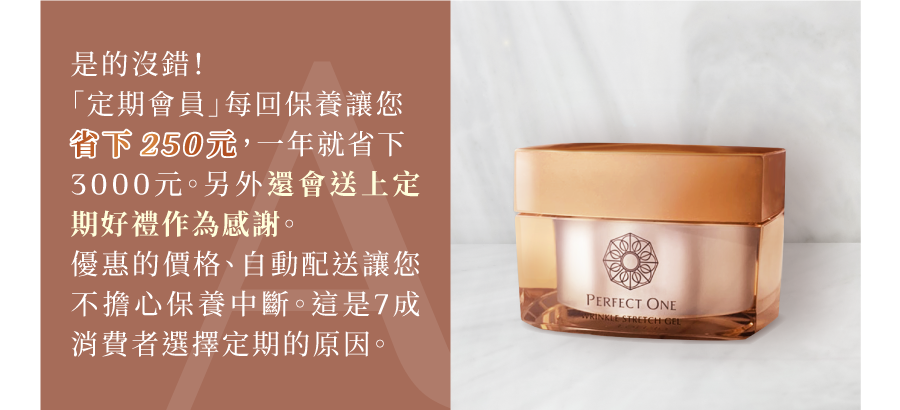 是的沒錯！
「定期會員」每回保養讓您
省下 250元，一年就省下
3000元。另外還會送上定
期好禮作為感謝。
優惠的價格、自動配送讓您
不擔心保養中斷。這是7成
消費者選擇定期的原因。
PERFECT ONE
WRINKLE STRETCH GEL